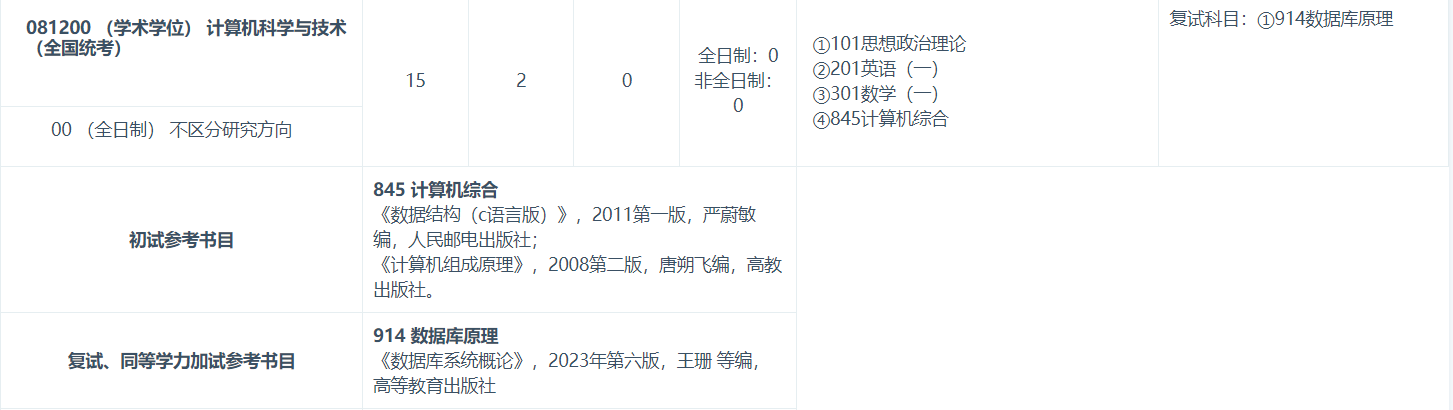 081200 （学术学位） 计算机科学与技术
（全国统考）
00 （全日制） 不区分研究方向
15
2
0
全日制：0
非全日制：
0
①101思想政治理论
②201英语（一）
③301数学（一）
④845计算机综合
复试科目：①914数据库原理
初试参考书目
845 计算机综合
《数据结构（c语言版）》，2011第一版，严蔚敏
编，人民邮电出版社；
《计算机组成原理》，2008第二版，唐朔飞编，高教
出版社。
复试、同等学力加试参考书目
914 数据库原理
《数据库系统概论》，2023年第六版，王珊 等编，
高等教育出版社